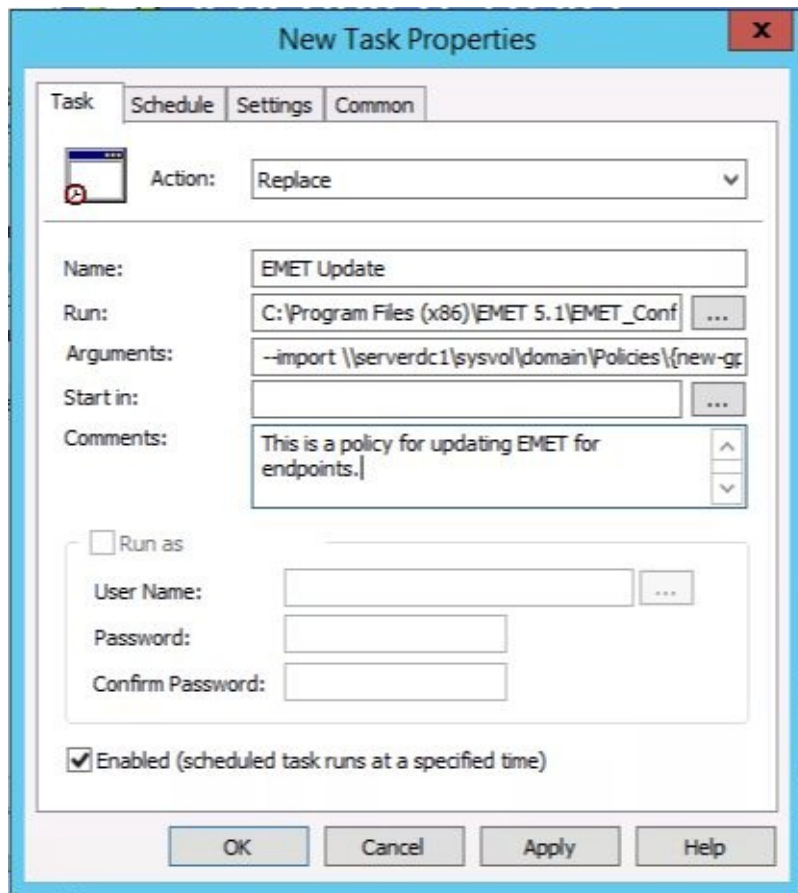 New Task Properties
x
Task Schedule Settings Common
Action: Replace
Name: EMET Update
Run: C:\Program Files (x86)\EMET 5.1\EMET_Conf ...
Arguments: --import \\serverdc1\sysvol\domain\Policies\{new-gp
Start in: ...
Comments: This is a policy for updating EMET for
endpoints.
Run as
User Name: ...
Password:
Confirm Password:
Enabled (scheduled task runs at a specified time)
OK Cancel Apply Help